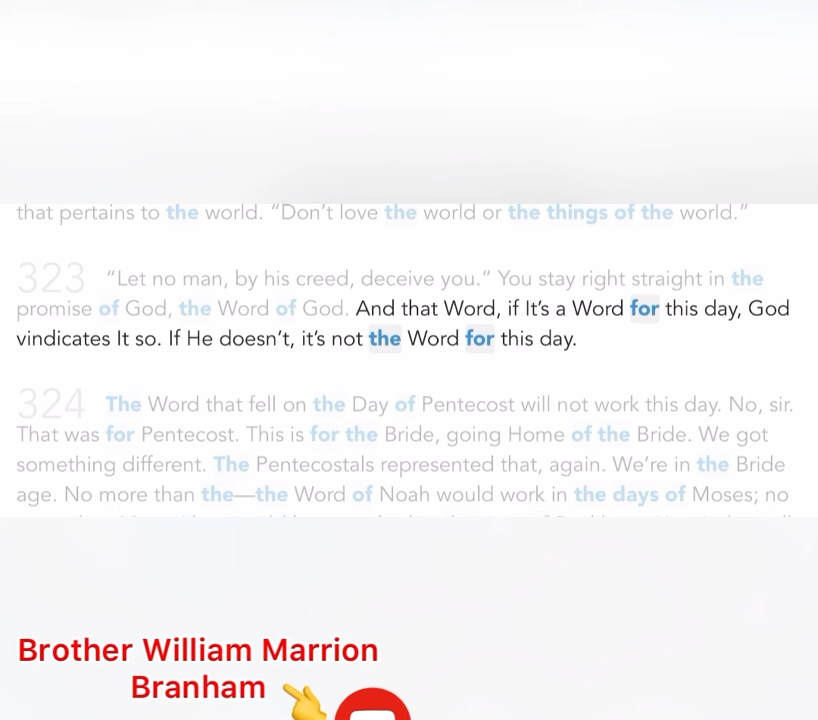 that pertains to the world. “Don’t love the world or the things of the world.”
323 “Let no man, by his creed, deceive you.” You stay right straight in the
promise of God, the Word of God. And that Word, if It’s a Word for this day, God
vindicates It so. If He doesn’t, it’s not the Word for this day.
324 The Word that fell on the Day of Pentecost will not work this day. No, sir.
That was for Pentecost. This is for the Bride, going Home of the Bride. We got
something different. The Pentecostals represented that, again. We’re in the Bride
age. No more than the—the Word of Noah would work in the days of Moses; no
Brother William Marrion
Branham